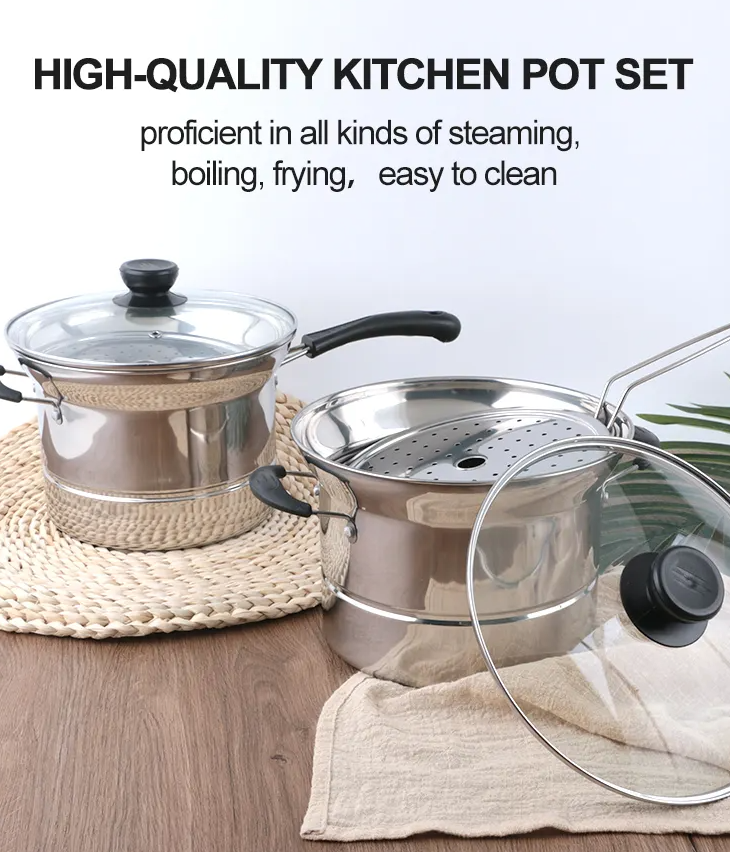 HIGH-QUALITY KITCHEN POT SET
proficient in all kinds of steaming,
boiling, frying,  easy to clean